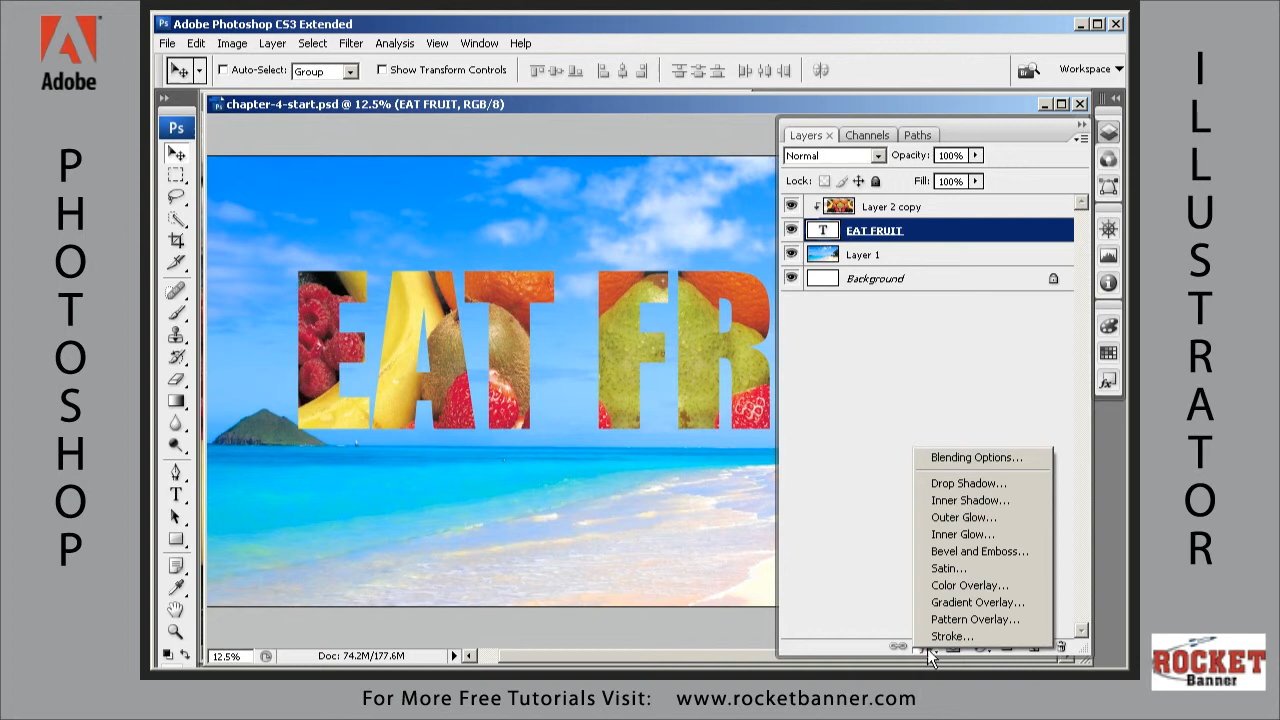 Adobe
PHOTOSHOP
Ps Adobe Photoshop CS3 Extended
File Edit Image Layer Select Filter Analysis View Window Help
Auto-Select: Group Show Transform Controls Workspace
chapter-4-start.psd @ 12.5% (EAT FRUIT, RGB/8)
Ps
EAT FR
T
Layers Channels Paths
Normal Opacity: 100%
Lock: Fill: 100%
Layer 2 copy
T EAT FRUIT
Layer 1
Background
Blending Options...
Drop Shadow...
Inner Shadow...
Outer Glow...
Inner Glow...
Bevel and Emboss...
Satin...
Color Overlay...
Gradient Overlay...
Pattern Overlay...
Stroke...
12.5% Doc: 74.2M/177.6M
ILLUSTRATOR
ROCKET
Banner
For More Free Tutorials Visit: www.rocketbanner.com